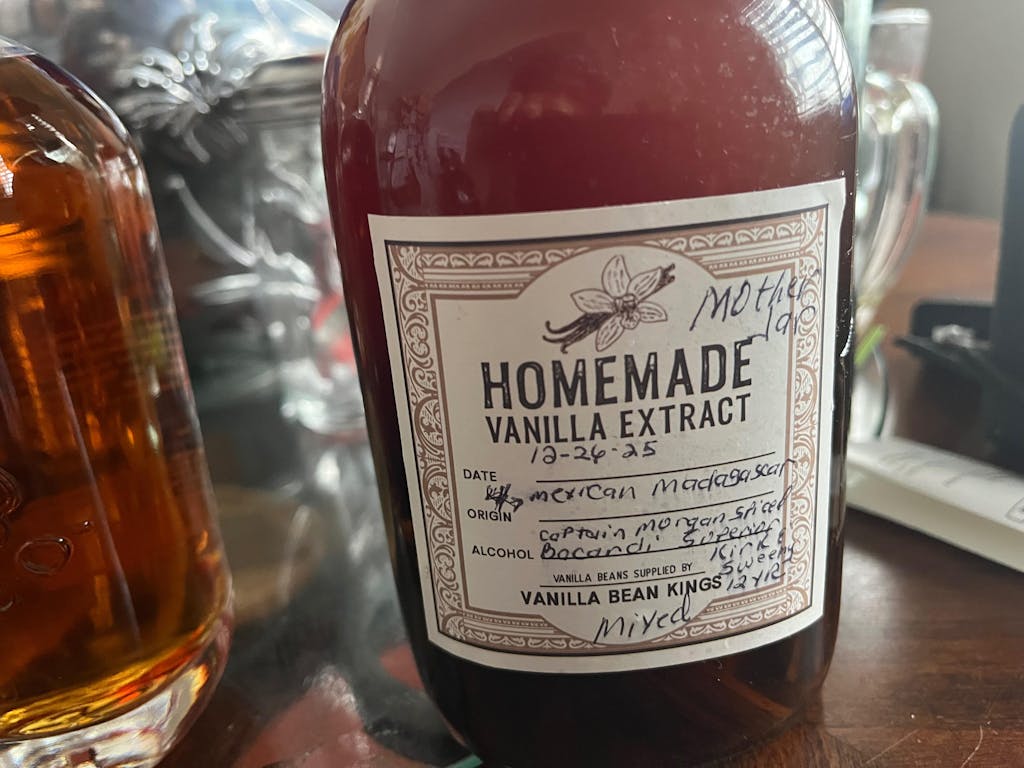 Mother
Jar
HOMEMADE
VANILLA EXTRACT
12-26-25
DATE
mexican madagascar
ORIGIN
captain morgan spiced
ALCOHOL Bacardi Superior
Kirk &
VANILLA BEANS SUPPLIED BY Sweeny
VANILLA BEAN KINGS 12 YR
Mixed